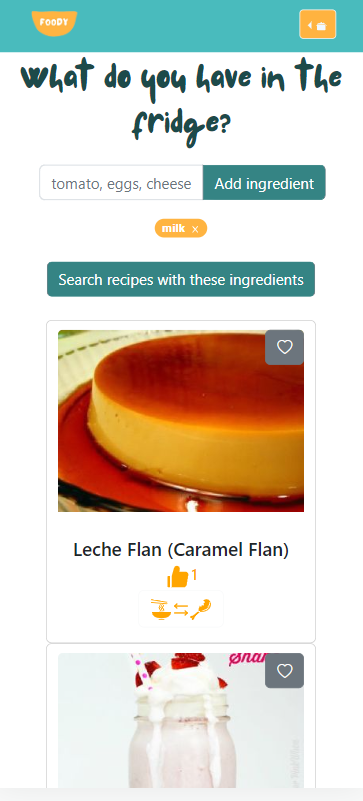 FOODY
What do you have in the
fridge?
tomato, eggs, cheese
Add ingredient
milk ×
Search recipes with these ingredients
Leche Flan (Caramel Flan)
1